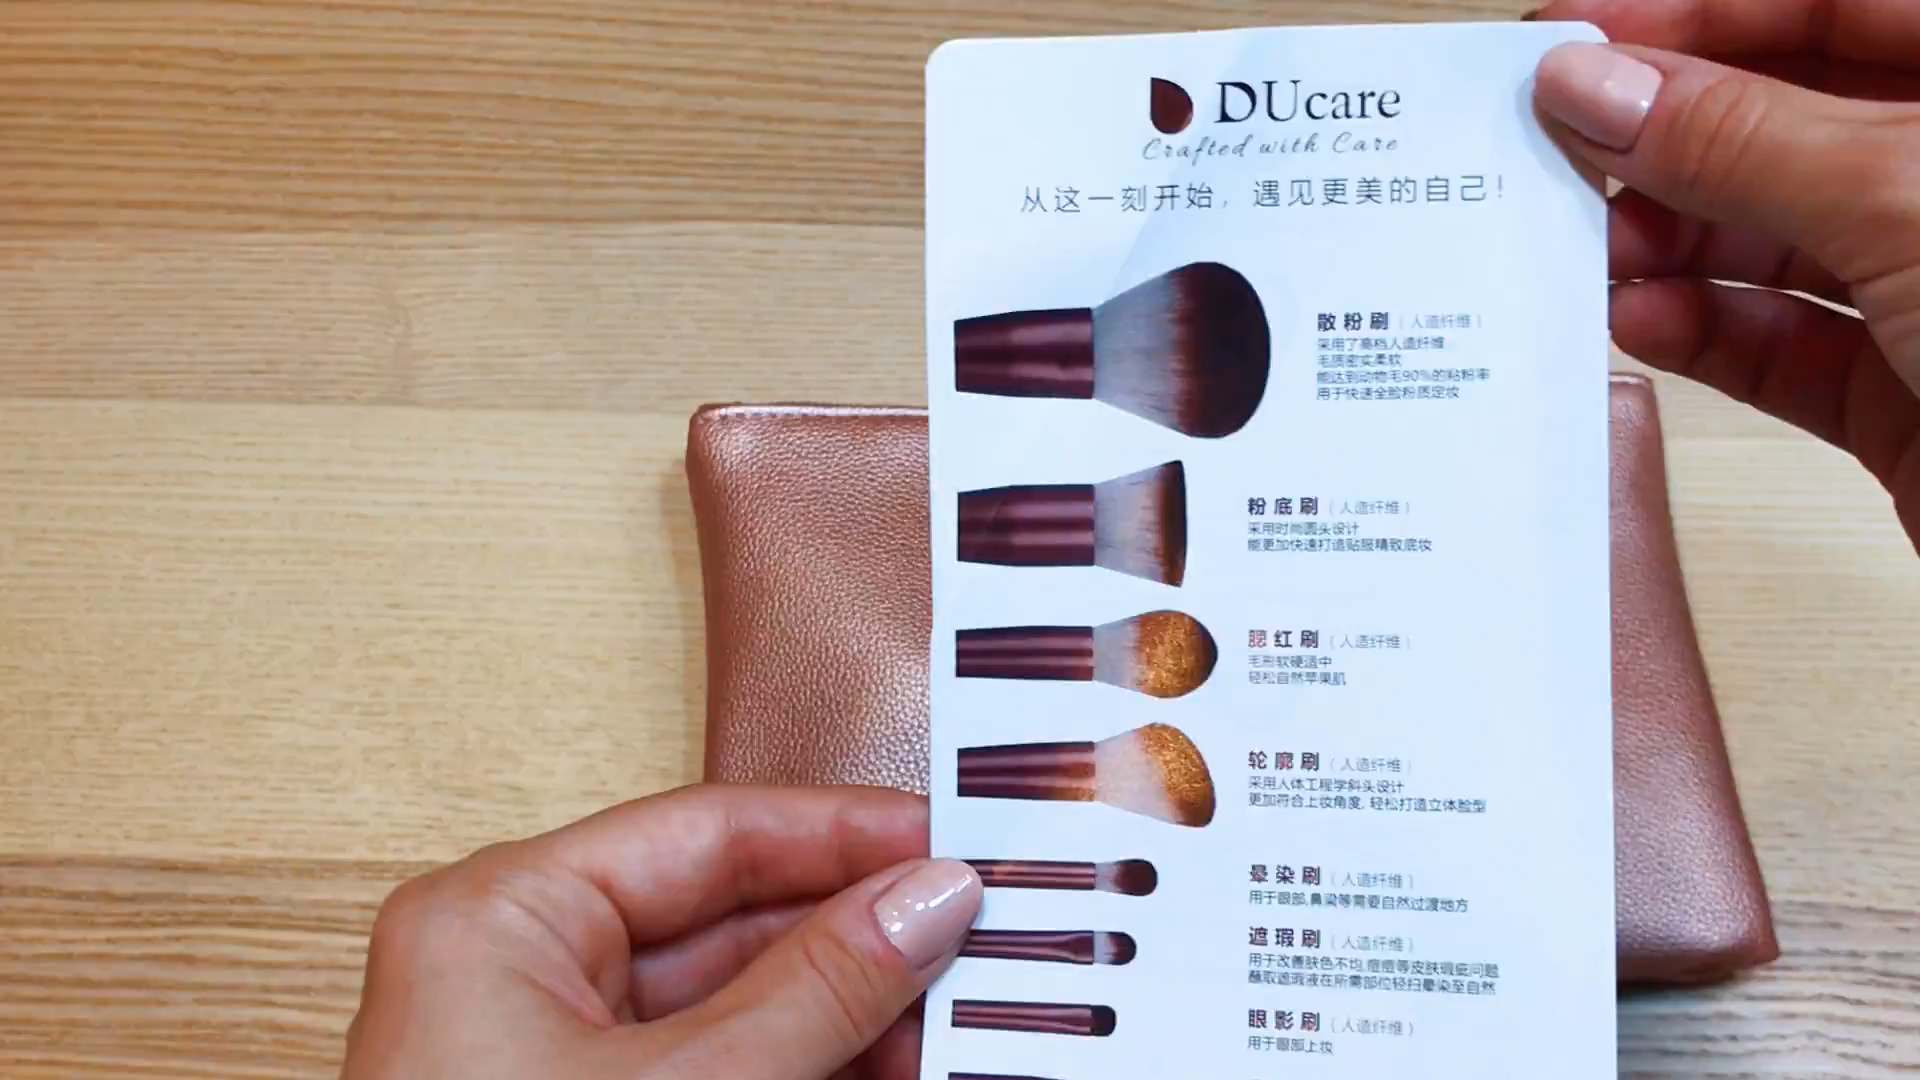 DUcare
Crafted with Care
从这一刻开始，遇见更美的自己！
散粉刷（人造纤维）
采用了高档人造纤维
毛质密实柔软
能达到动物毛90%的粘粉率
用于快速全脸粉质定妆
粉底刷（人造纤维）
采用时尚圆头设计
能更加快速打造贴服精致底妆
腮红刷（人造纤维）
毛形软硬适中
轻松自然苹果肌
轮廓刷（人造纤维）
采用人体工程学斜头设计
更加符合上妆角度, 轻松打造立体脸型
晕染刷（人造纤维）
用于眼部,鼻梁等需要自然过渡地方
遮瑕刷（人造纤维）
用于改善肤色不均,痘痘等皮肤瑕疵问题
蘸取遮瑕液在所需部位轻扫晕染至自然
眼影刷（人造纤维）
用于眼部上妆